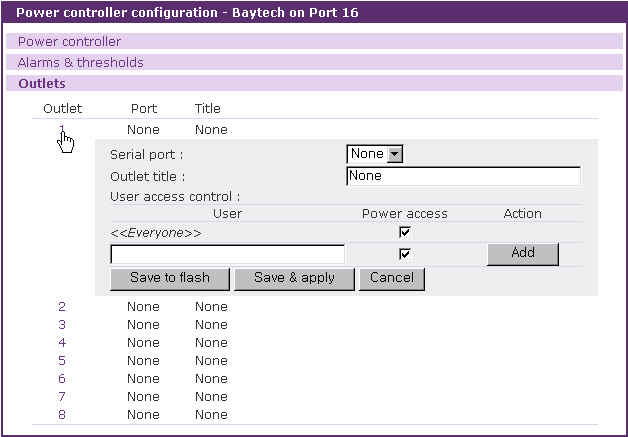 Power controller configuration - Baytech on Port 16
Power controller
Alarms & thresholds
Outlets
Outlet Port Title
1 None None
Serial port : None
Outlet title : None
User access control :
User Power access Action
<<Everyone>>
Add
Save to flash Save & apply Cancel
2 None None
3 None None
4 None None
5 None None
6 None None
7 None None
8 None None